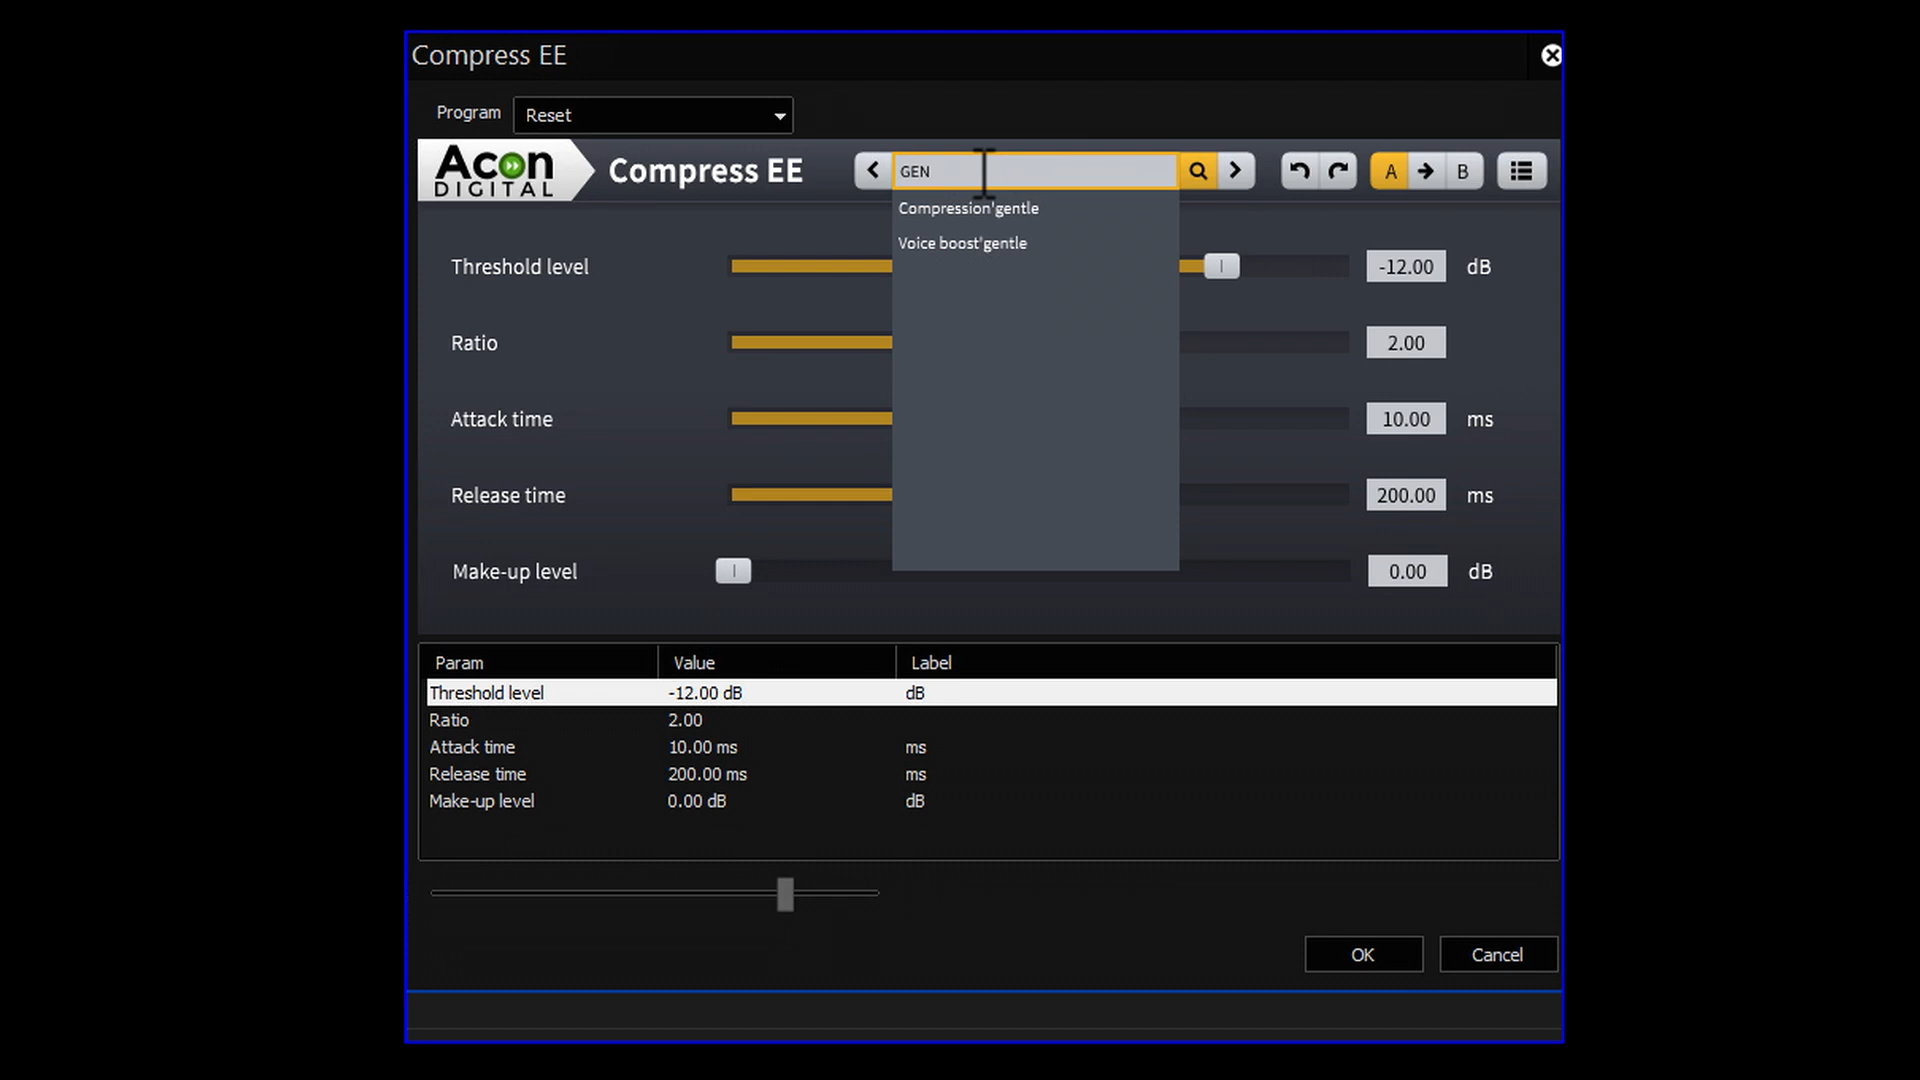 Compress EE
Program Reset
Acon DIGITAL
Compress EE
GEN
A B
Compression'gentle
Voice boost'gentle
Threshold level -12.00 dB
Ratio 2.00
Attack time 10.00 ms
Release time 200.00 ms
Make-up level 0.00 dB
Param Value Label
Threshold level -12.00 dB dB
Ratio 2.00
Attack time 10.00 ms ms
Release time 200.00 ms ms
Make-up level 0.00 dB dB
OK Cancel